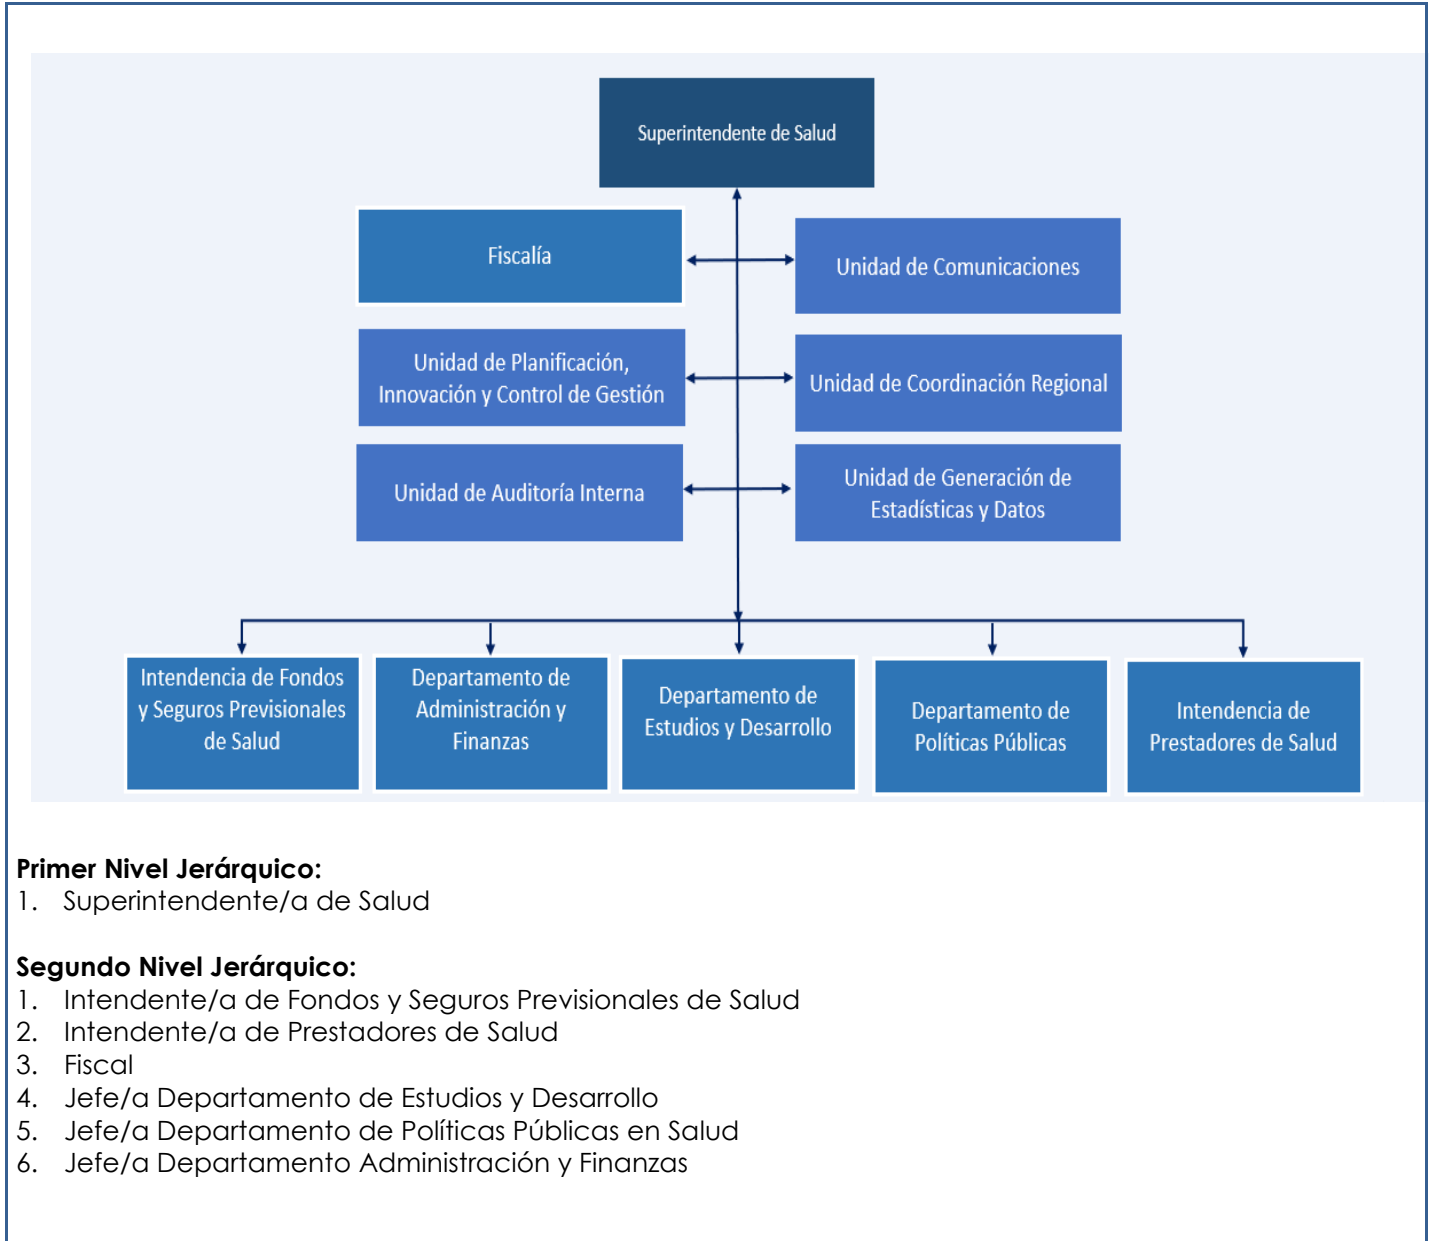 Superintendente de Salud
Fiscalía
Unidad de Comunicaciones
Unidad de Planificación,
Innovación y Control de Gestión
Unidad de Coordinación Regional
Unidad de Auditoría Interna
Unidad de Generación de
Estadísticas y Datos
Intendencia de Fondos
y Seguros Previsionales
de Salud
Departamento de
Administración y
Finanzas
Departamento de
Estudios y Desarrollo
Departamento de
Políticas Públicas
Intendencia de
Prestadores de Salud
Primer Nivel Jerárquico:
1. Superintendente/a de Salud
Segundo Nivel Jerárquico:
1. Intendente/a de Fondos y Seguros Previsionales de Salud
2. Intendente/a de Prestadores de Salud
3. Fiscal
4. Jefe/a Departamento de Estudios y Desarrollo
5. Jefe/a Departamento de Políticas Públicas en Salud
6. Jefe/a Departamento Administración y Finanzas